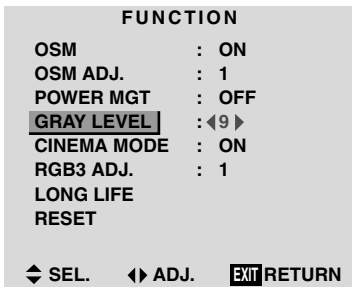 FUNCTION
OSM : ON
OSM ADJ. : 1
POWER MGT : OFF
GRAY LEVEL : 9
CINEMA MODE : ON
RGB3 ADJ. : 1
LONG LIFE
RESET
SEL. ADJ. EXIT RETURN